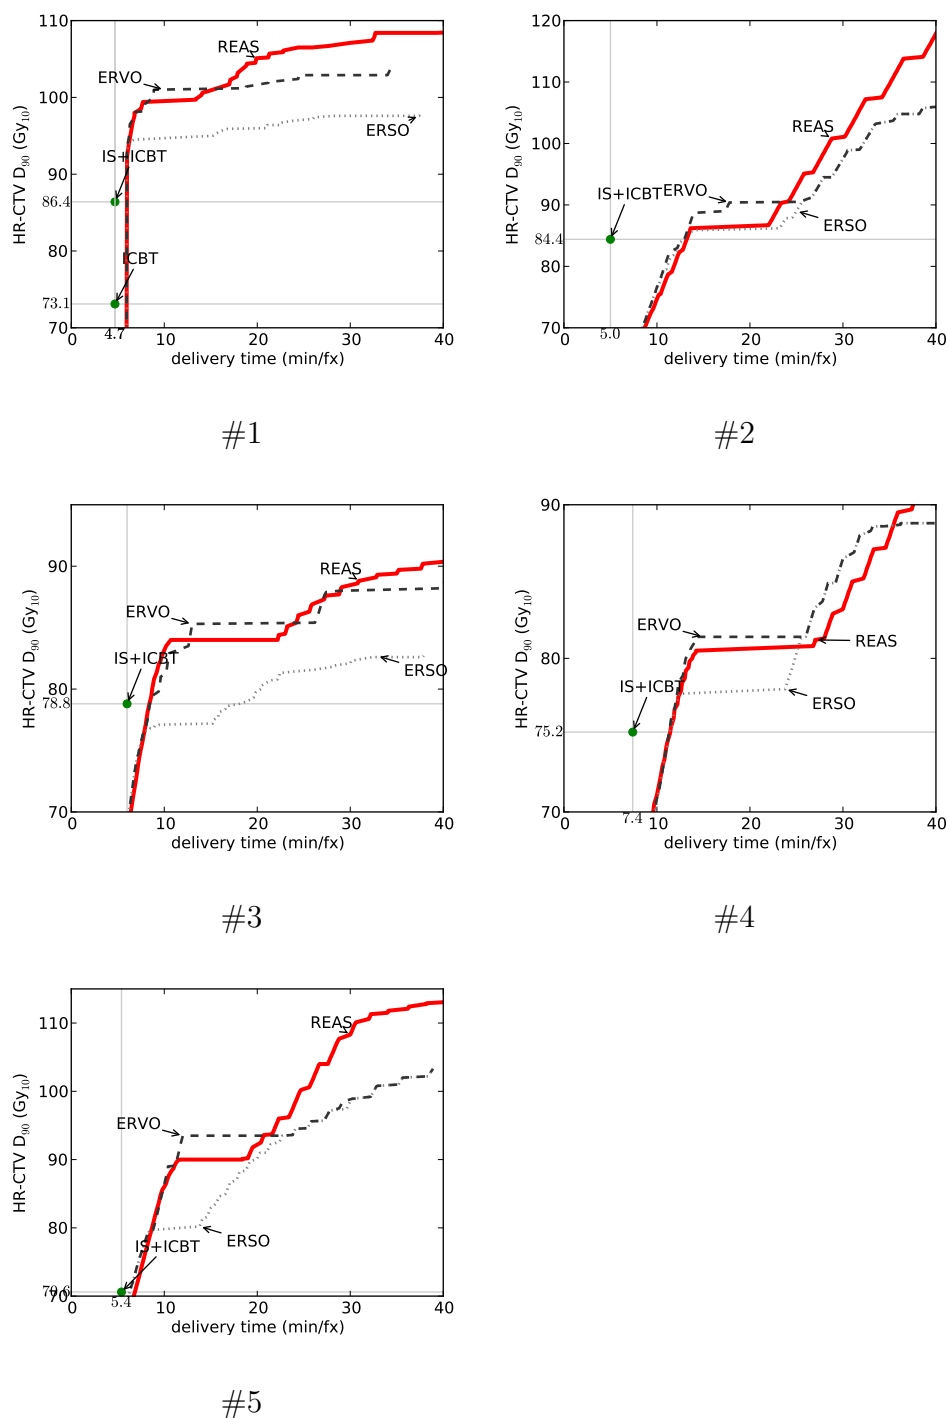 110
100
90
80
70
HR-CTV D90 (Gy10)
REAS
ERVO
ERSO
IS+ICBT
86.4
ICBT
73.1
0
4.7
10
20
30
40
delivery time (min/fx)
#1
120
110
100
90
80
70
HR-CTV D90 (Gy10)
REAS
IS+ICBT
ERVO
ERSO
84.4
0
5.0
10
20
30
40
delivery time (min/fx)
#2
90
80
70
HR-CTV D90 (Gy10)
REAS
ERVO
IS+ICBT
ERSO
78.8
0
10
20
30
40
delivery time (min/fx)
#3
90
80
70
HR-CTV D90 (Gy10)
ERVO
REAS
IS+ICBT
ERSO
75.2
0
7.4
10
20
30
40
delivery time (min/fx)
#4
110
100
90
80
70
HR-CTV D90 (Gy10)
REAS
ERVO
ERSO
IS+ICBT
70.6
0
5.4
10
20
30
40
delivery time (min/fx)
#5